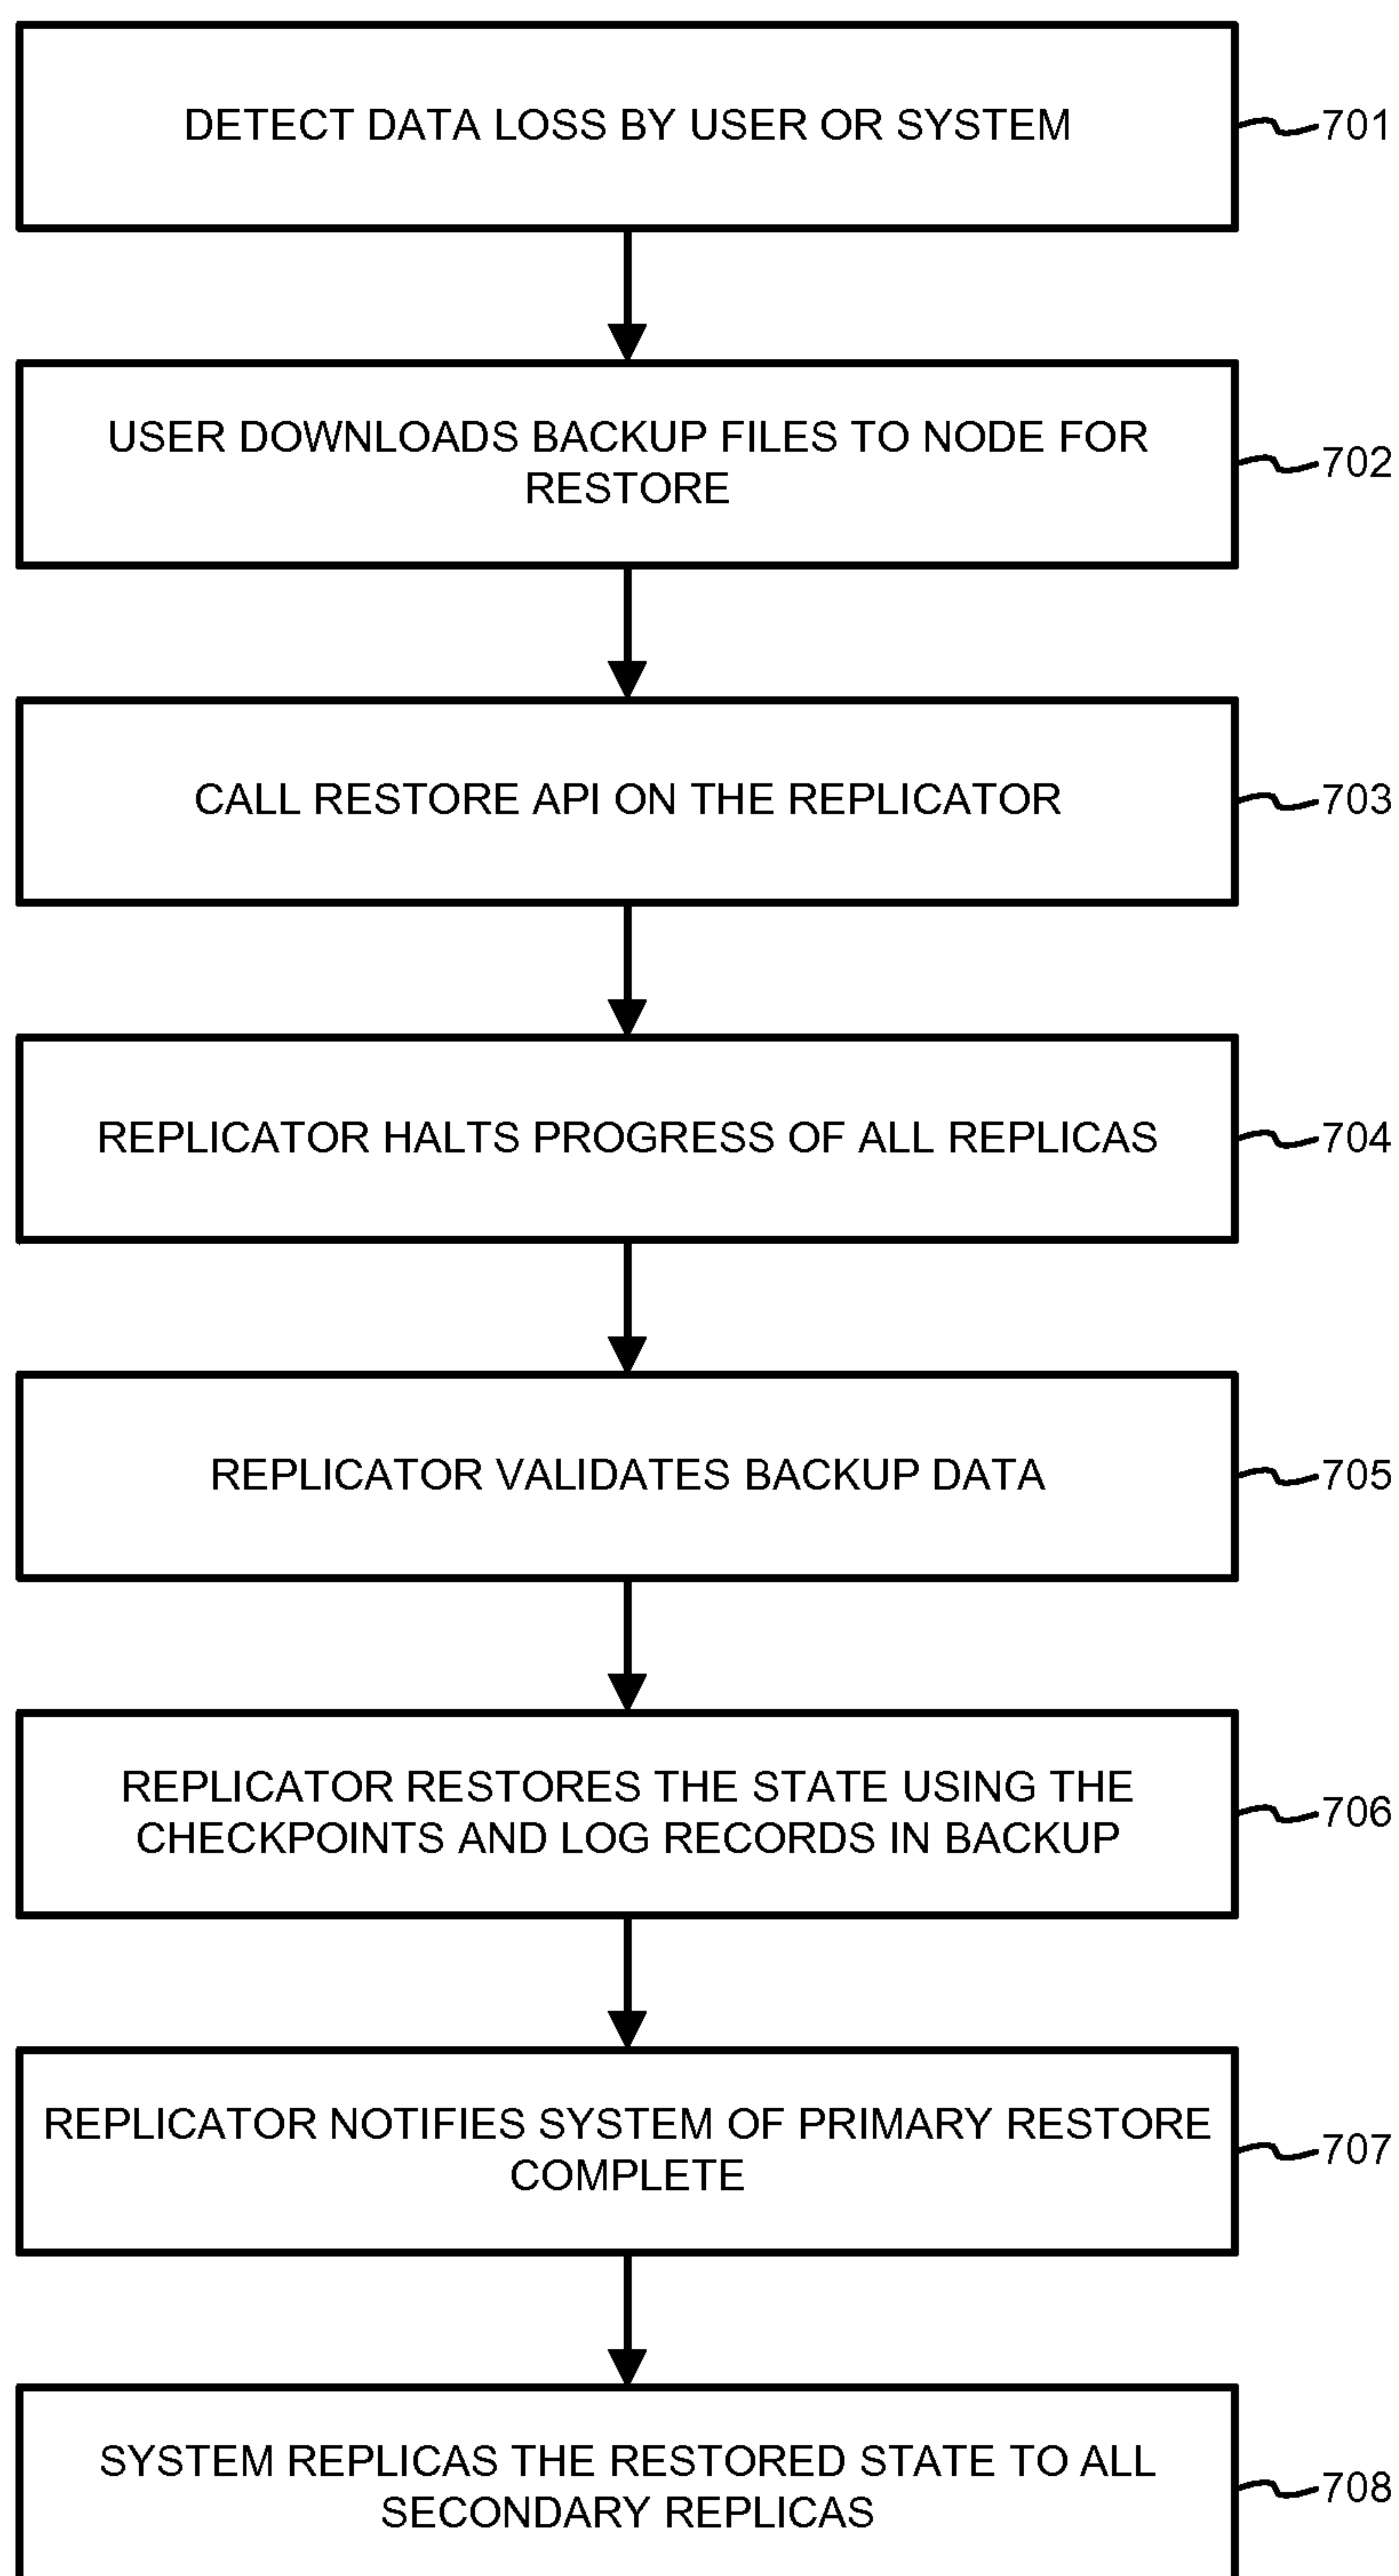 DETECT DATA LOSS BY USER OR SYSTEM
701
USER DOWNLOADS BACKUP FILES TO NODE FOR
RESTORE
702
CALL RESTORE API ON THE REPLICATOR
703
REPLICATOR HALTS PROGRESS OF ALL REPLICAS
704
REPLICATOR VALIDATES BACKUP DATA
705
REPLICATOR RESTORES THE STATE USING THE
CHECKPOINTS AND LOG RECORDS IN BACKUP
706
REPLICATOR NOTIFIES SYSTEM OF PRIMARY RESTORE
COMPLETE
707
SYSTEM REPLICAS THE RESTORED STATE TO ALL
SECONDARY REPLICAS
708